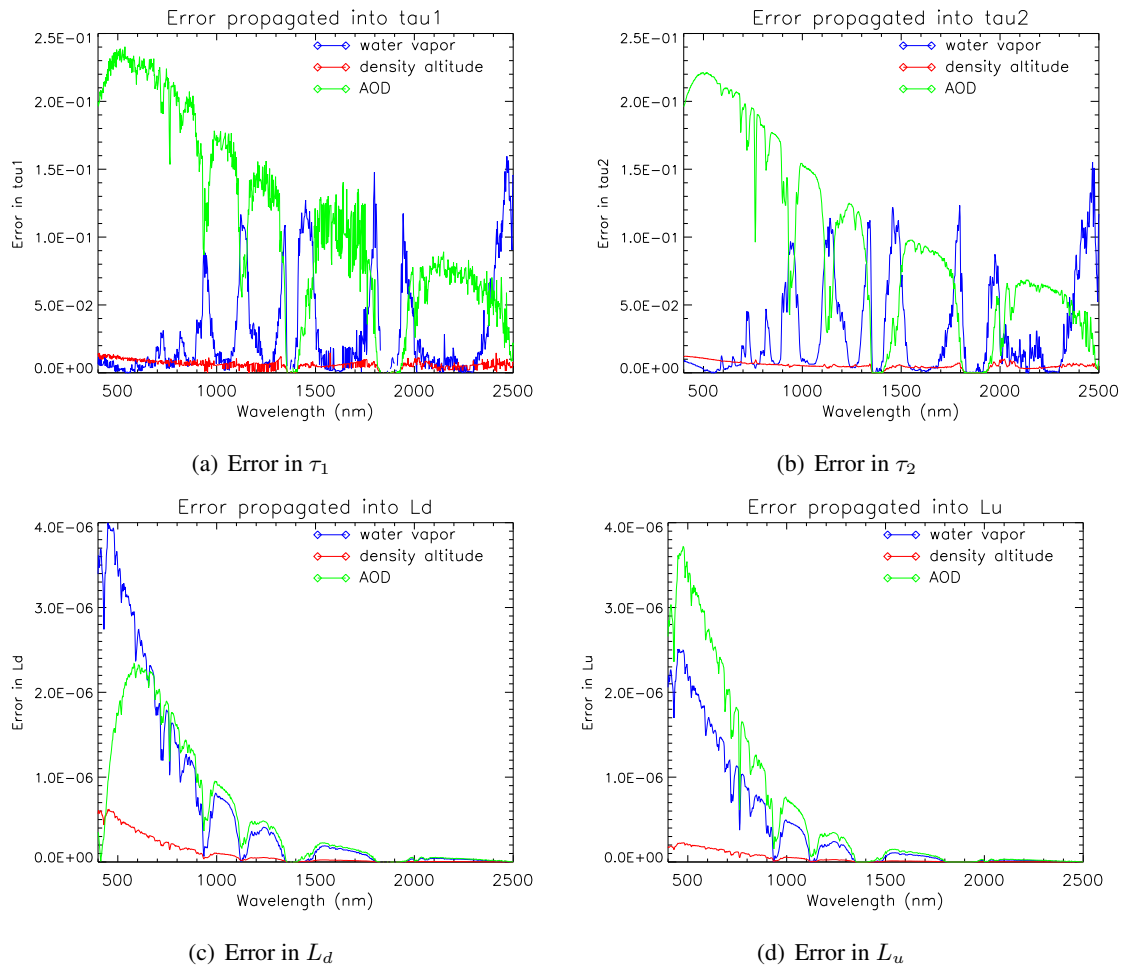 Error propagated into tau1
2.5E-01
2.0E-01
1.5E-01
1.0E-01
5.0E-02
0.0E+00
Error in tau1
water vapor
density altitude
AOD
500 1000 1500 2000 2500
Wavelength (nm)
(a) Error in τ1
Error propagated into tau2
2.5E-01
2.0E-01
1.5E-01
1.0E-01
5.0E-02
0.0E+00
Error in tau2
water vapor
density altitude
AOD
500 1000 1500 2000 2500
Wavelength (nm)
(b) Error in τ2
Error propagated into Ld
4.0E-06
3.0E-06
2.0E-06
1.0E-06
0.0E+00
Error in Ld
water vapor
density altitude
AOD
500 1000 1500 2000 2500
Wavelength (nm)
(c) Error in Ld
Error propagated into Lu
4.0E-06
3.0E-06
2.0E-06
1.0E-06
0.0E+00
Error in Lu
water vapor
density altitude
AOD
500 1000 1500 2000 2500
Wavelength (nm)
(d) Error in Lu